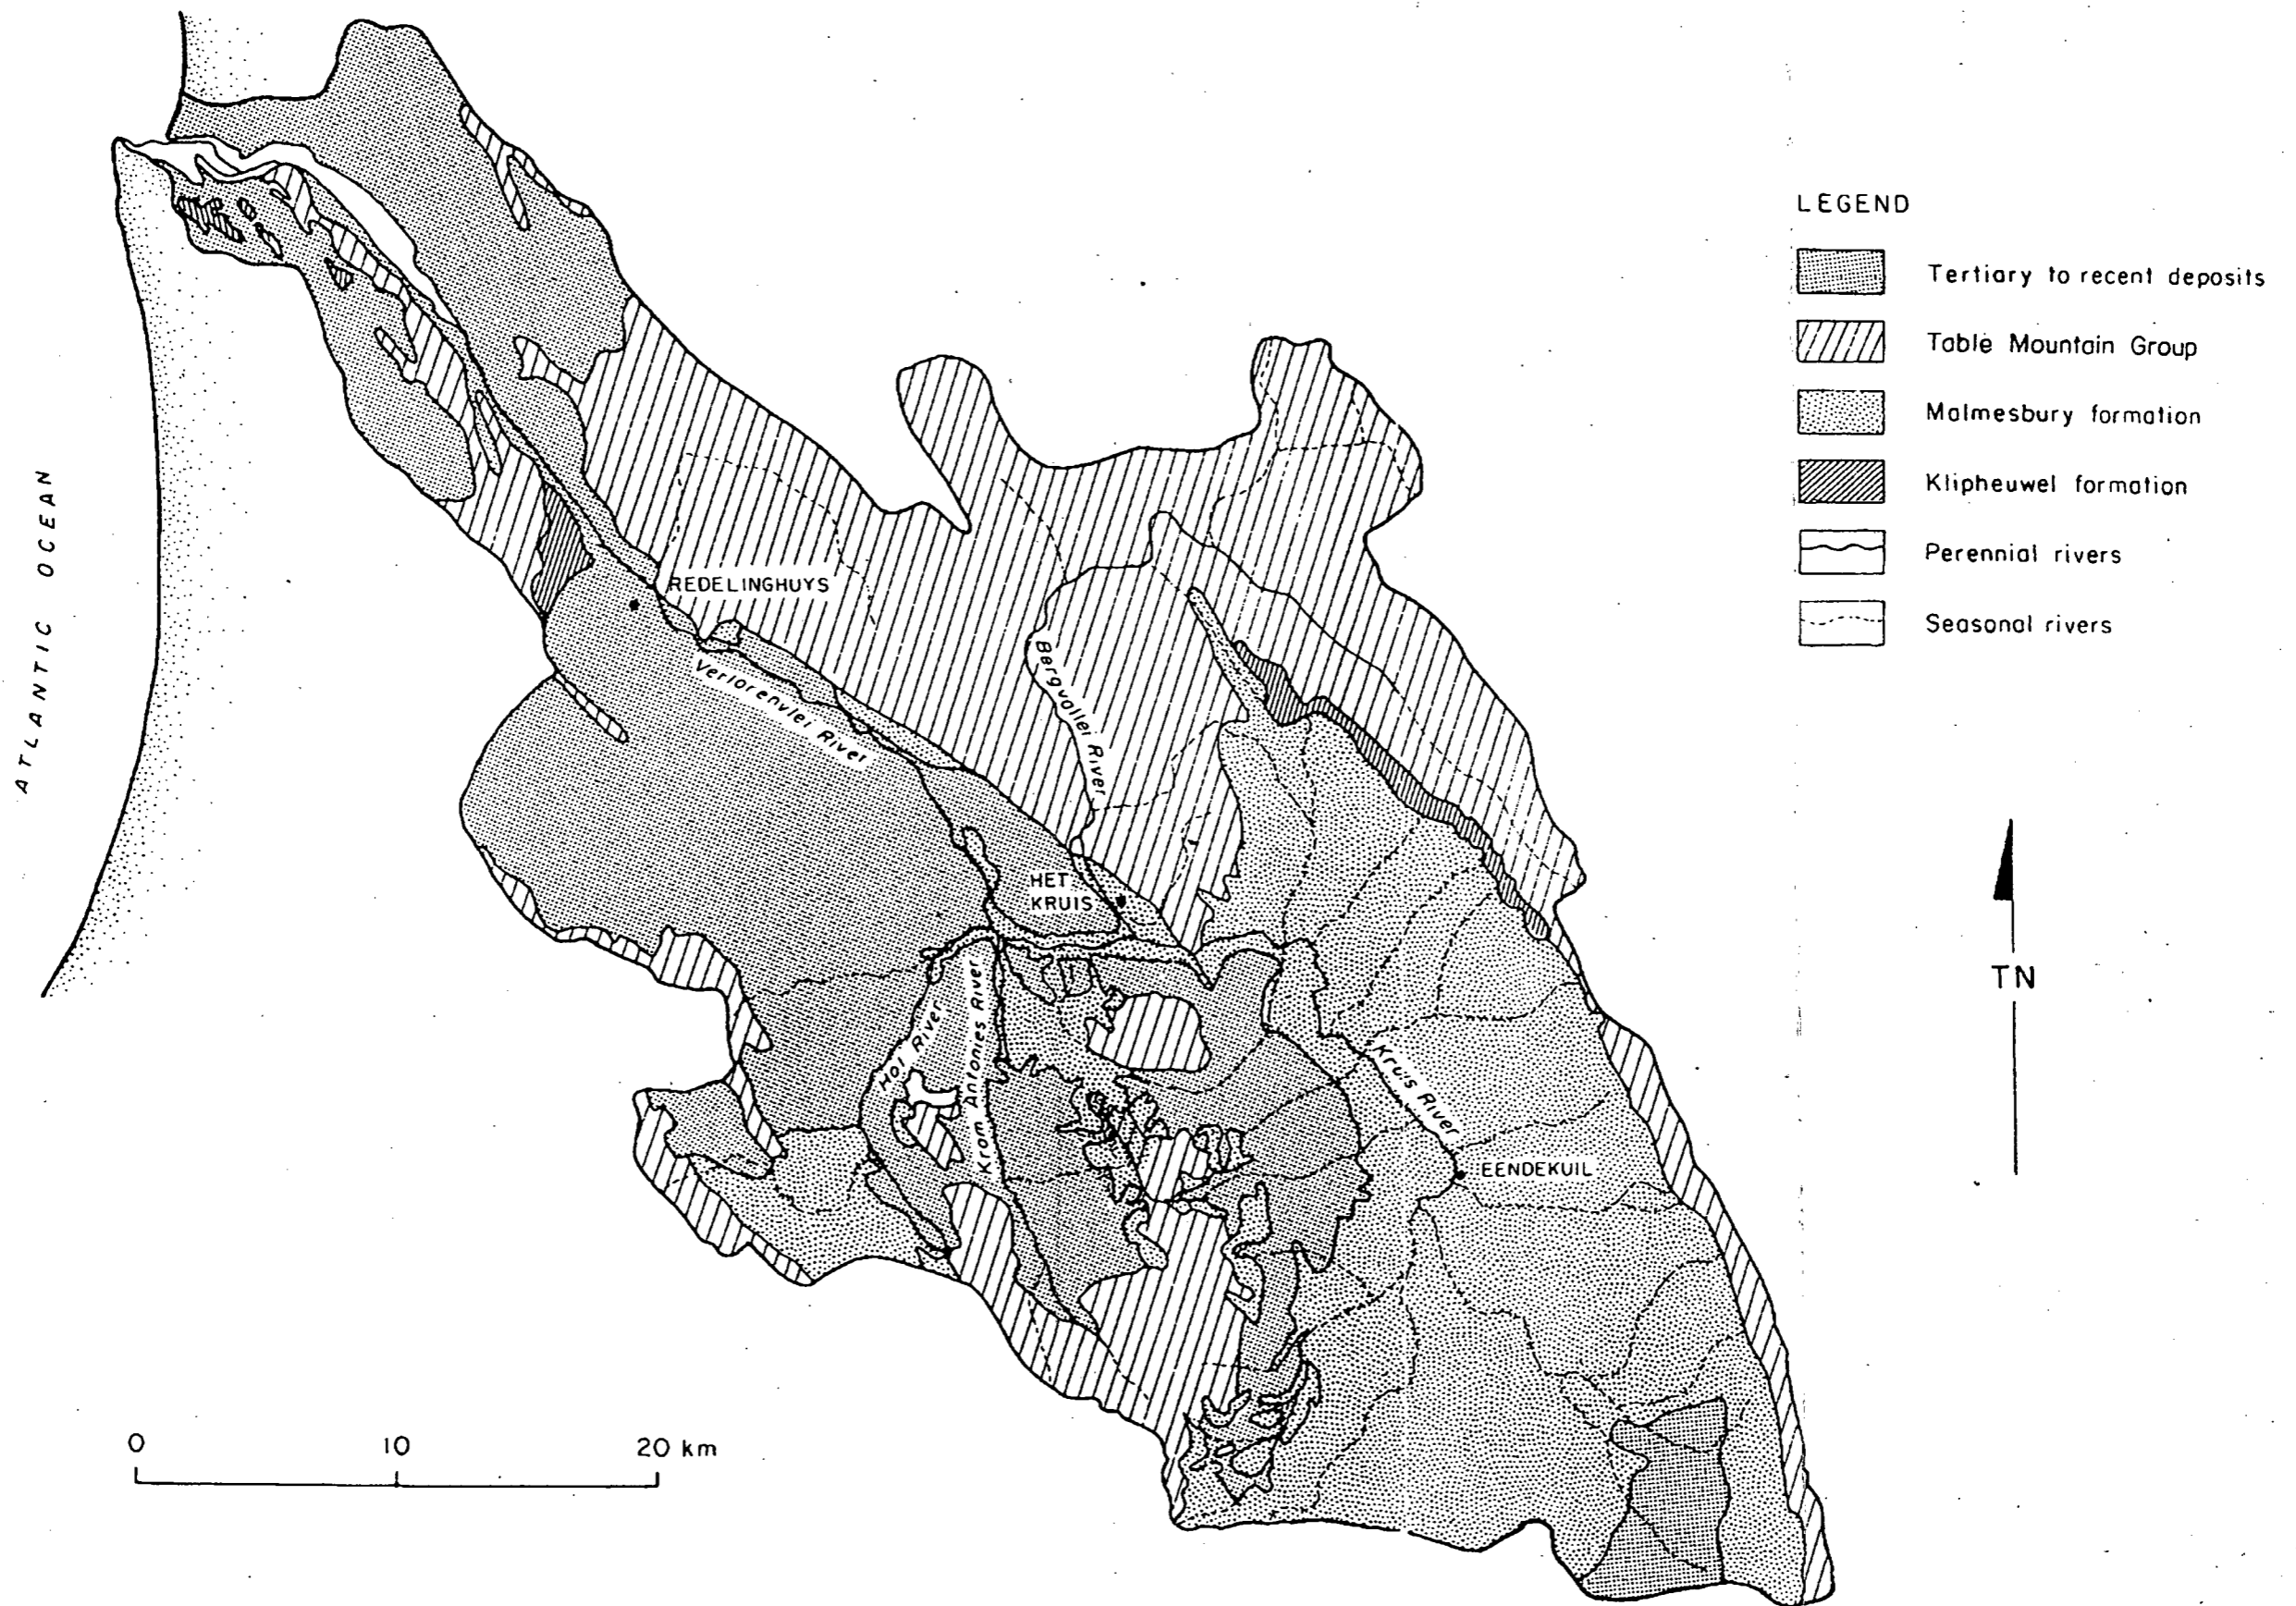 LEGEND
Tertiary to recent deposits
Table Mountain Group
Malmesbury formation
Klipheuwel formation
Perennial rivers
Seasonal rivers
ATLANTIC OCEAN
REDELINGHUYS
Verlorenvlei River
Bergvallei River
HET
KRUIS
Hol River
Krom Antonies River
Kruis River
EENDEKUIL
TN
0 10 20 km